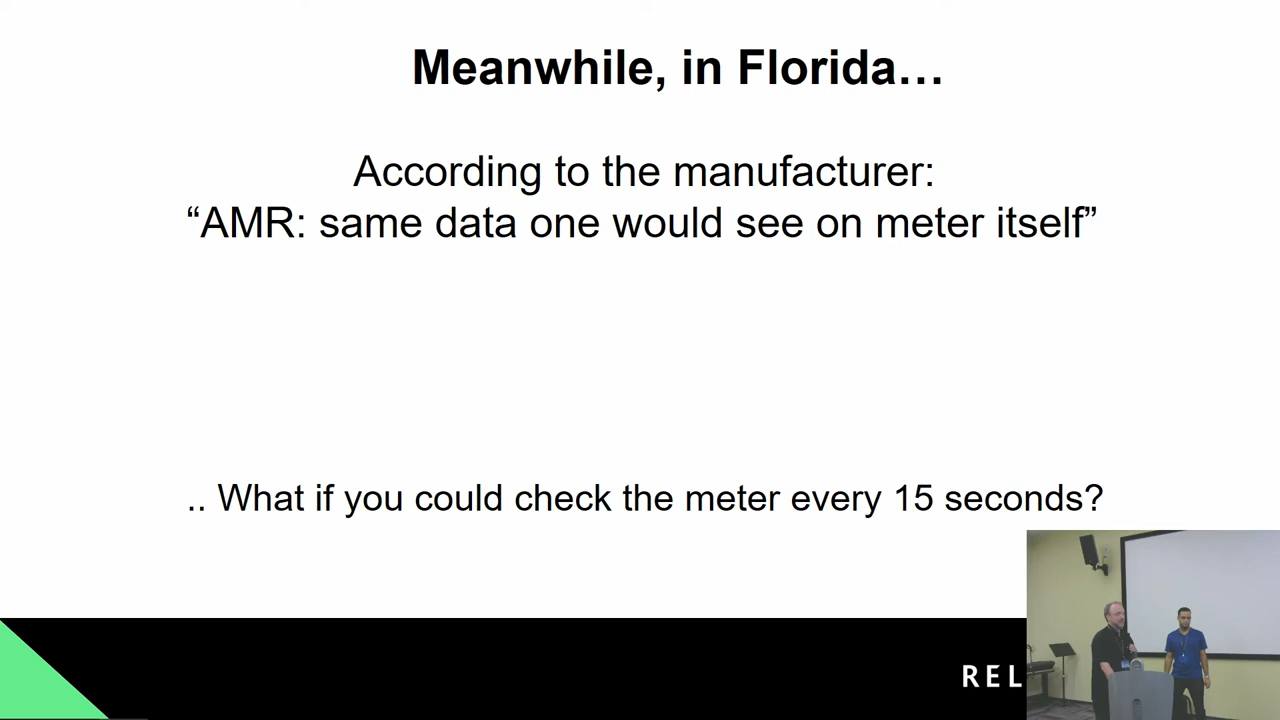 Meanwhile, in Florida…
According to the manufacturer:
“AMR: same data one would see on meter itself”
.. What if you could check the meter every 15 seconds?
REL